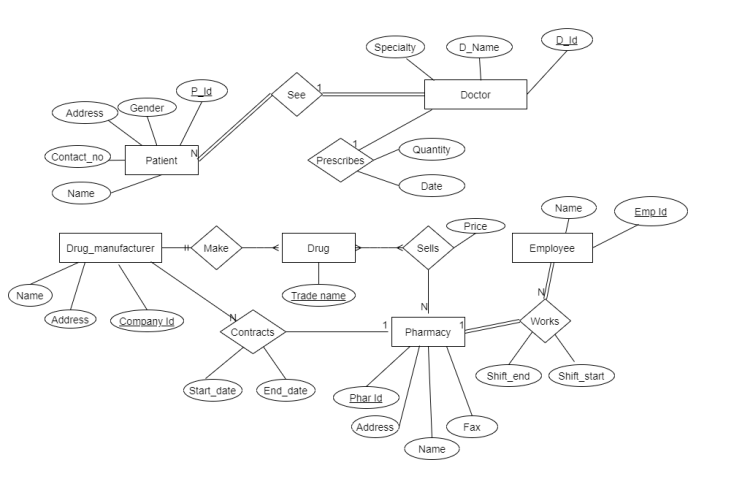 Specialty
D_Name
D_Id
P_Id
See
1
Doctor
Address
Gender
Contact_no
Patient
N
1
Prescribes
Quantity
Name
Date
Name
Emp Id
Price
Drug_manufacturer
Make
Drug
Sells
Employee
Name
Address
Company Id
Trade name
N
N
N
Contracts
1
Pharmacy
1
Works
Start_date
End_date
Phar Id
Shift_end
Shift_start
Address
Fax
Name